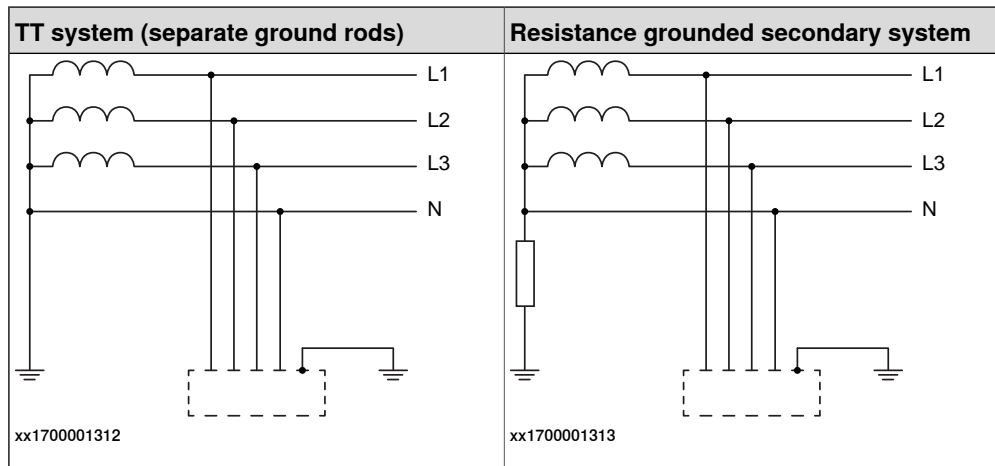 TT system (separate ground rods)
Resistance grounded secondary system
L1
L2
L3
N
xx1700001312
L1
L2
L3
N
xx1700001313